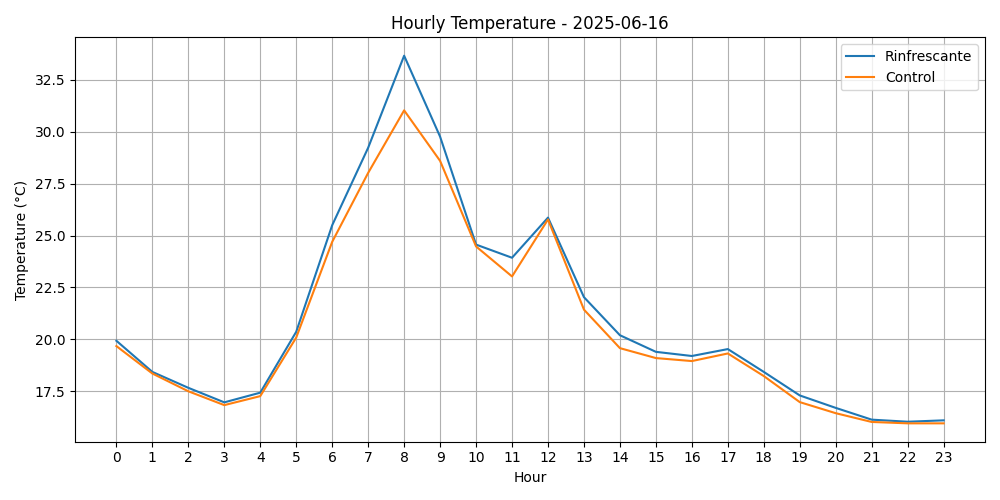 Hourly Temperature - 2025-06-16
Rinfrescante
Control
Temperature (°C)
32.5
30.0
27.5
25.0
22.5
20.0
17.5
0 1 2 3 4 5 6 7 8 9 10 11 12 13 14 15 16 17 18 19 20 21 22 23
Hour